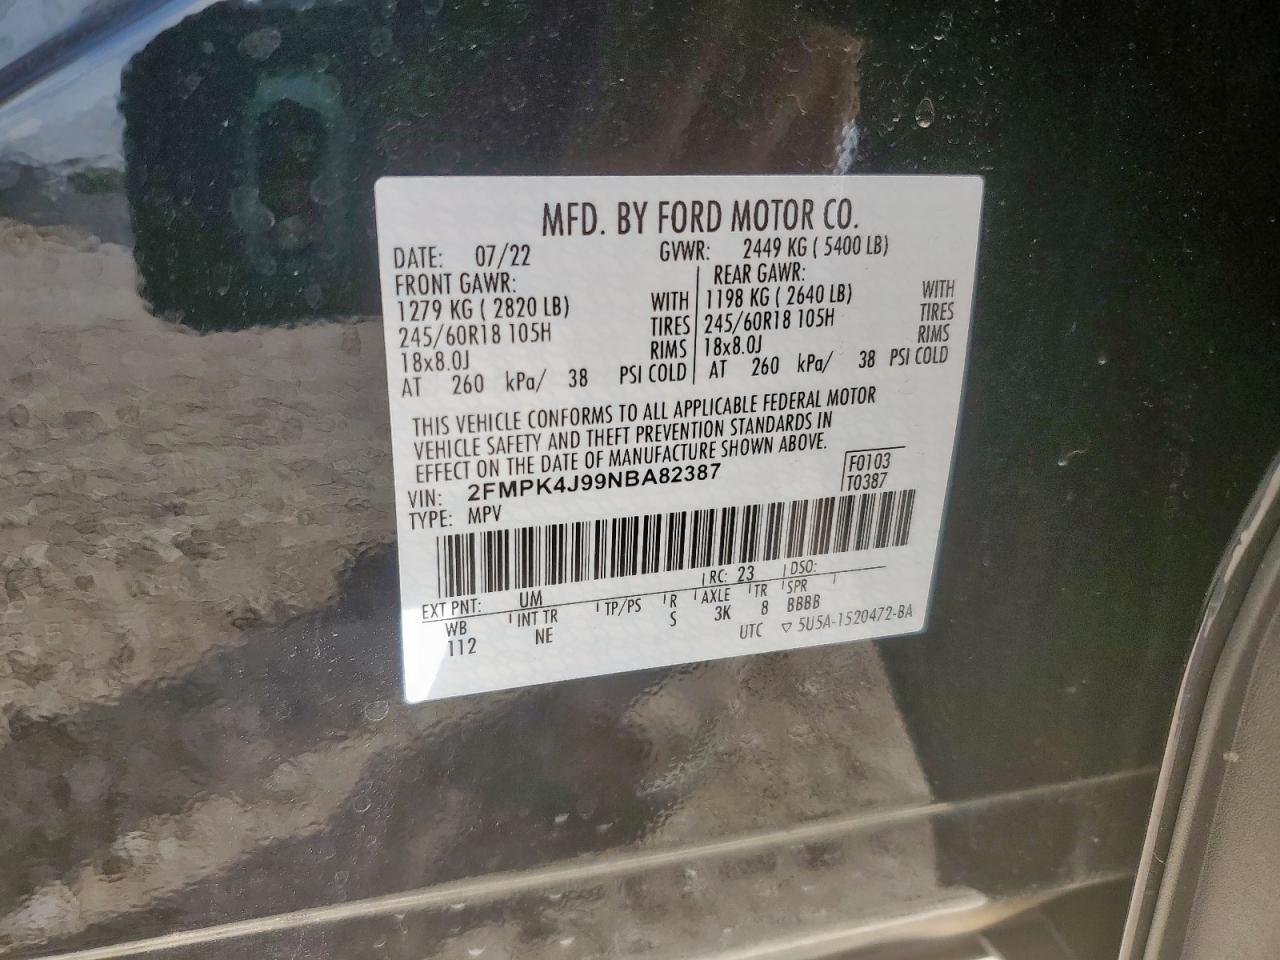 MFD. BY FORD MOTOR CO.
DATE: 07/22 GVWR: 2449 KG ( 5400 LB)
FRONT GAWR: REAR GAWR:
1279 KG ( 2820 LB) WITH 1198 KG ( 2640 LB) WITH
245/60R18 105H TIRES 245/60R18 105H TIRES
18x8.0J RIMS 18x8.0J RIMS
AT 260 kPa/ 38 PSI COLD AT 260 kPa/ 38 PSI COLD
THIS VEHICLE CONFORMS TO ALL APPLICABLE FEDERAL MOTOR
VEHICLE SAFETY AND THEFT PREVENTION STANDARDS IN
EFFECT ON THE DATE OF MANUFACTURE SHOWN ABOVE.
VIN: 2FMPK4J99NBA82387 F0103
TYPE: MPV T0387
EXT PNT: UM RC: 23 DSO:
WB INT TR TP/PS R AXLE TR SPR
112 NE S 3K 8 BBBB
UTC ▽ 5U5A-1520472-BA